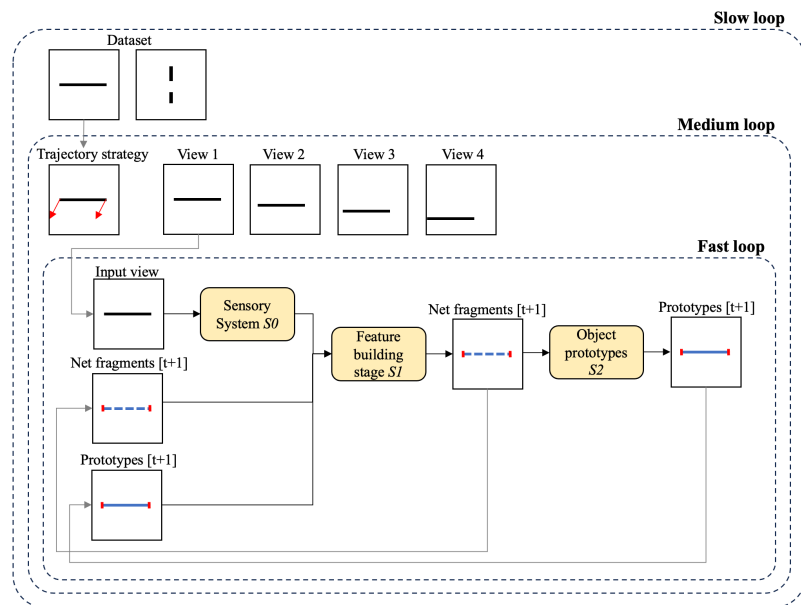 Slow loop
Dataset
Medium loop
Trajectory strategy
View 1
View 2
View 3
View 4
Fast loop
Input view
Sensory
System S0
Net fragments [t+1]
Prototypes [t+1]
Feature
building
stage S1
Object
prototypes
S2
Net fragments [t+1]
Prototypes [t+1]